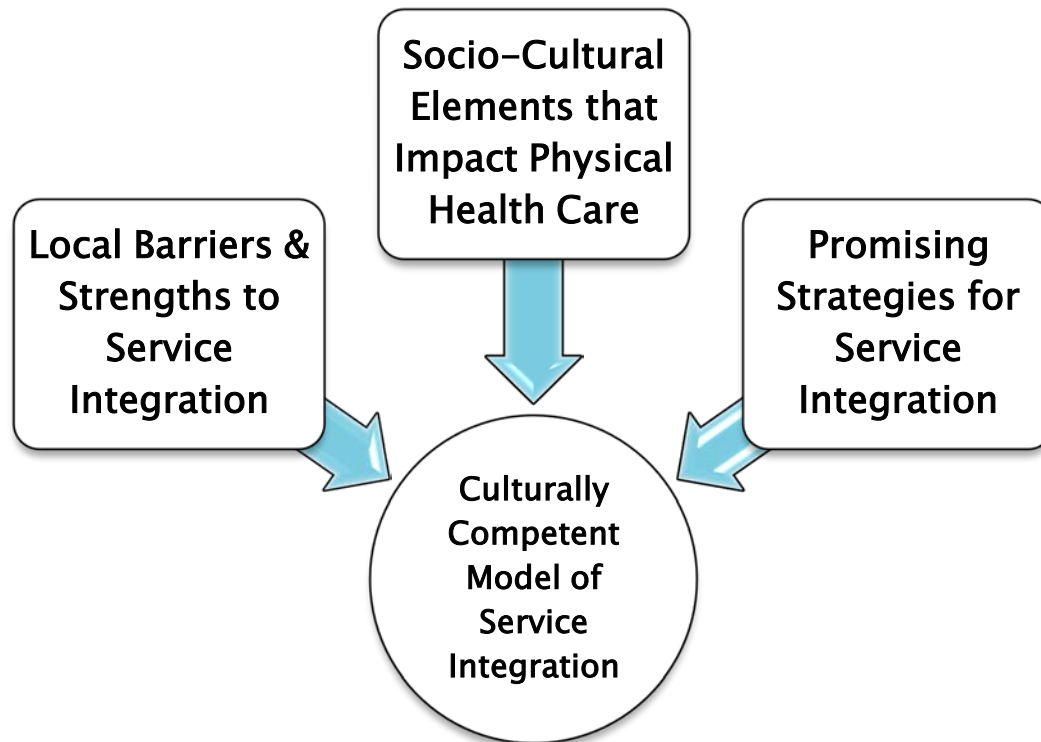 Socio-Cultural
Elements that
Impact Physical
Health Care
Local Barriers &
Strengths to
Service
Integration
Promising
Strategies for
Service
Integration
Culturally
Competent
Model of
Service
Integration